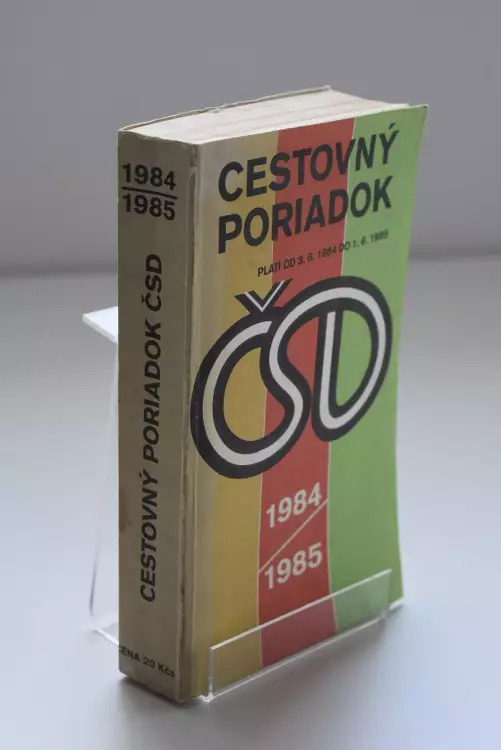 1984
1985
CESTOVNÝ PORIADOK ČSD
CENA 20 Kčs
CESTOVNÝ
PORIADOK
PLATÍ OD 3. 6. 1984 DO 1. 6. 1985
ČSD
1984
1985